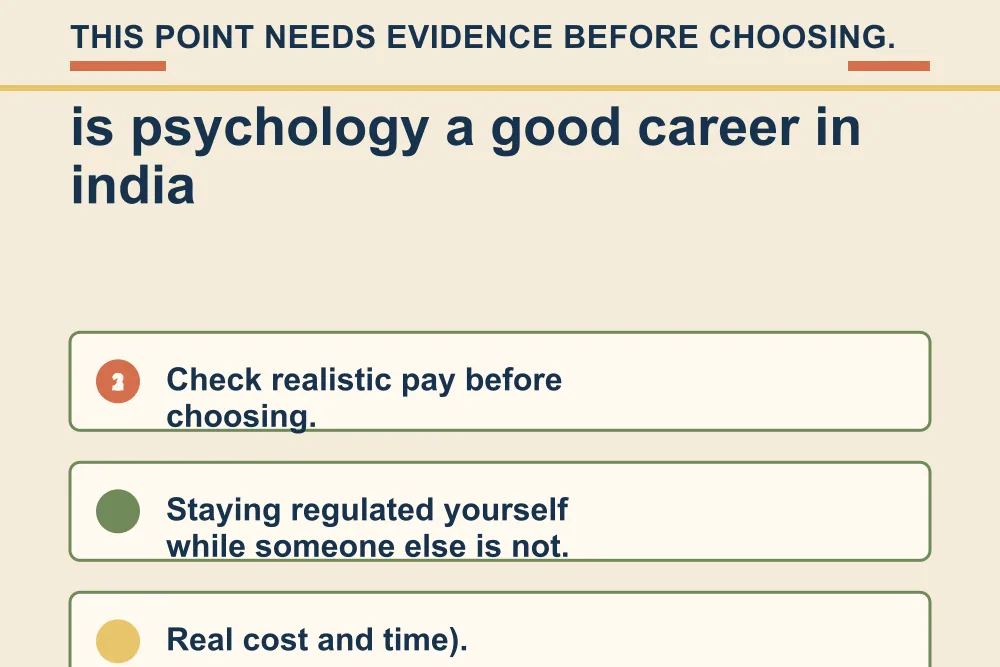 THIS POINT NEEDS EVIDENCE BEFORE CHOOSING.
is psychology a good career in
india
Check realistic pay before
choosing.
Staying regulated yourself
while someone else is not.
Real cost and time).